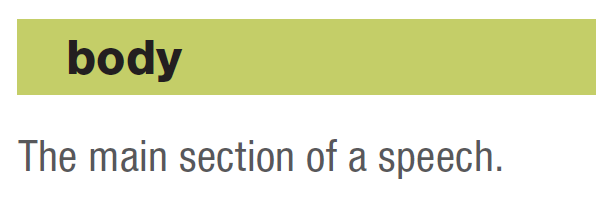 body
The main section of a speech.